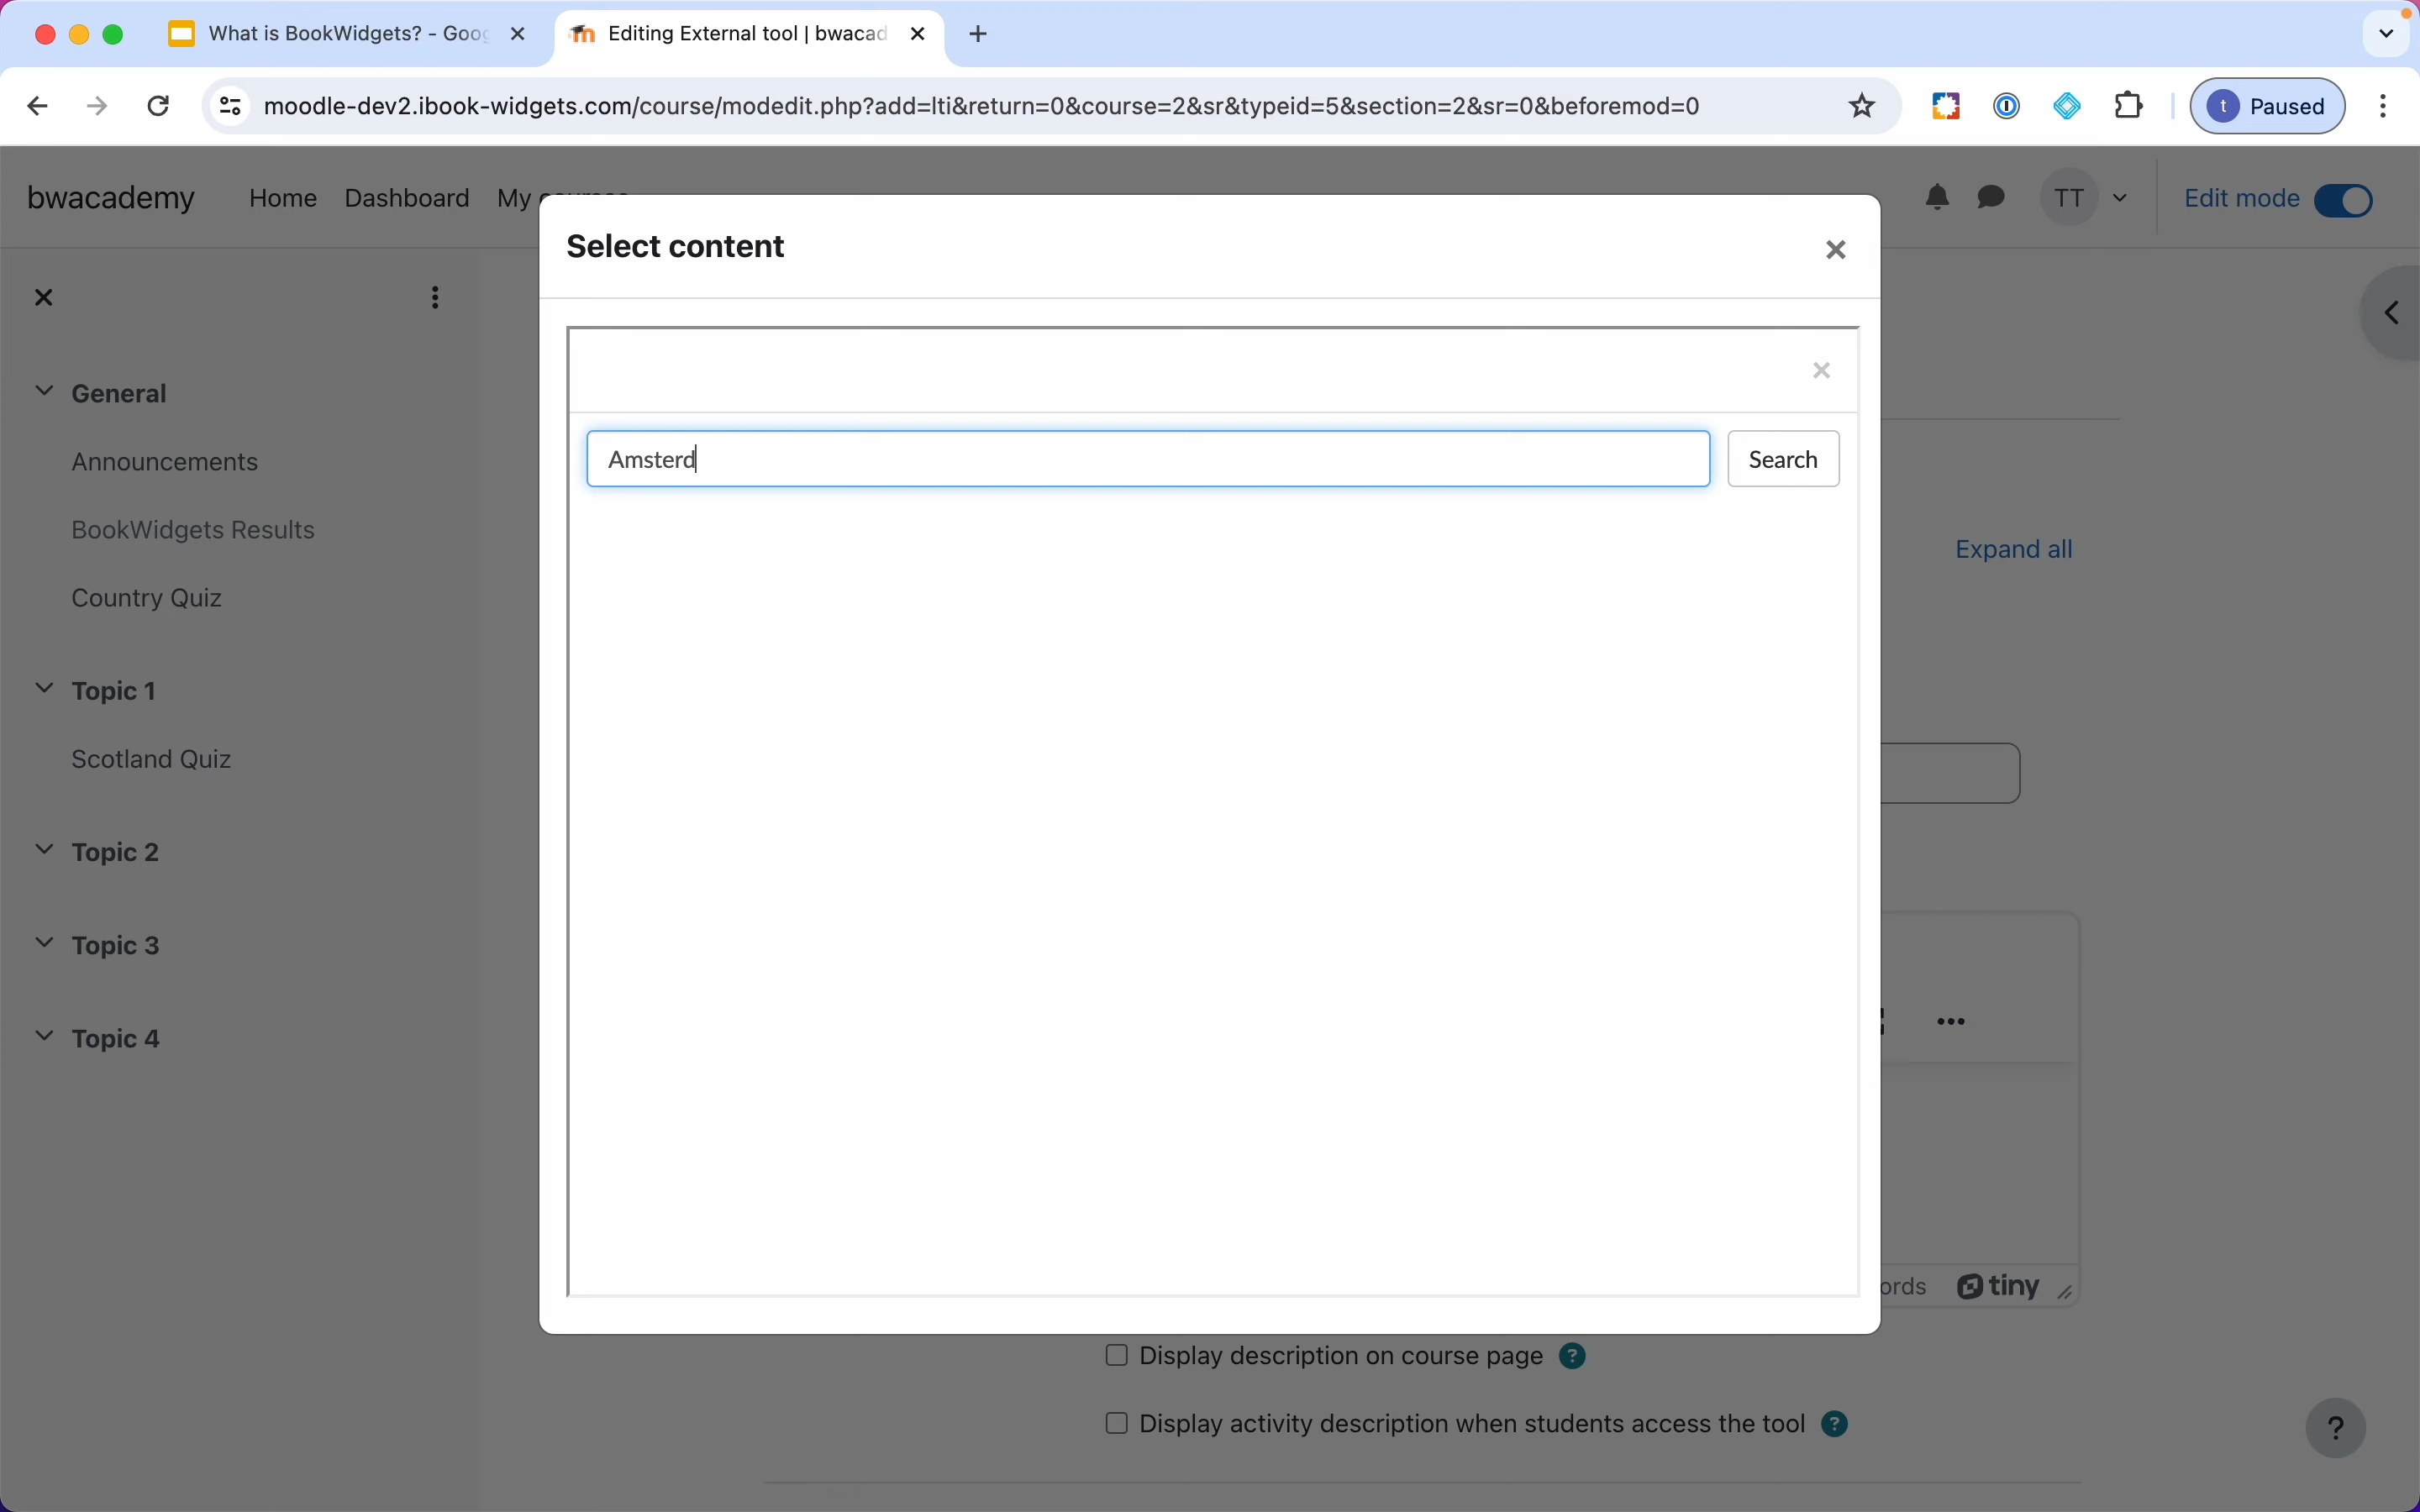 What is BookWidgets? - Goog
Editing External tool | bwacad
moodle-dev2.ibook-widgets.com/course/modedit.php?add=lti&return=0&course=2&sr&typeid=5&section=2&sr=0&beforemod=0
t Paused
bwacademy Home Dashboard My courses
TT Edit mode
Select content
General
Amsterd Search
Announcements
BookWidgets Results
Expand all
Country Quiz
Topic 1
Scotland Quiz
Topic 2
Topic 3
Topic 4
ords tiny
Display description on course page ?
Display activity description when students access the tool ?
?